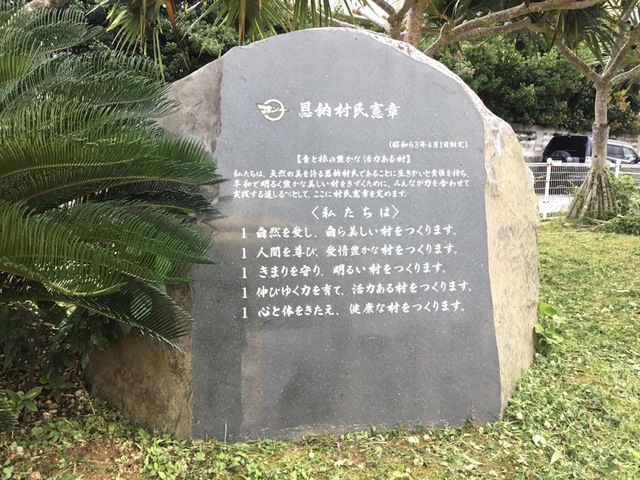 恩納村民憲章
(昭和63年4月1日制定)
【青と緑の豊かな活力ある村】
私たちは、天然の美を誇る恩納村民であることに生きがいと責任を持ち、
平和で明るく豊かな美しい村をきずくために、みんなが力を合わせて
実践する道しるべとして、ここに村民憲章を定めます。
〈私たちは〉
1 自然を愛し、自ら美しい村をつくります。
1 人間を尊び、愛情豊かな村をつくります。
1 きまりを守り、明るい村をつくります。
1 伸びゆく力を育て、活力ある村をつくります。
1 心と体をきたえ、健康な村をつくります。